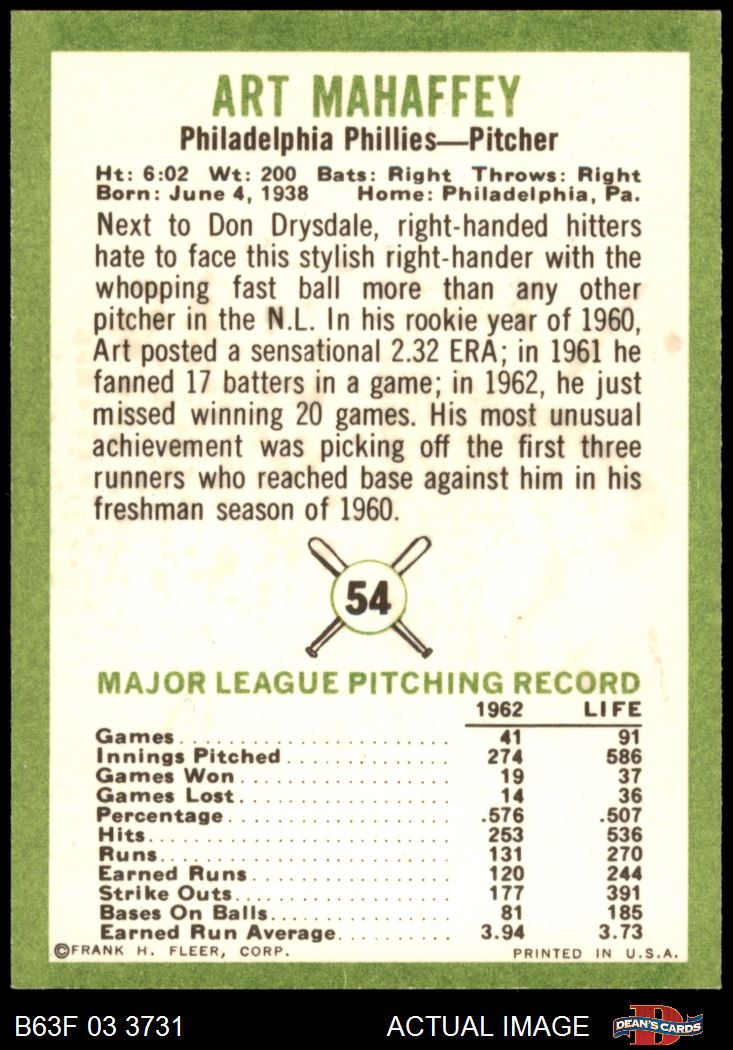 ART MAHAFFEY
Philadelphia Phillies—Pitcher
Ht: 6:02 Wt: 200 Bats: Right Throws: Right
Born: June 4, 1938 Home: Philadelphia, Pa.
Next to Don Drysdale, right-handed hitters
hate to face this stylish right-hander with the
whopping fast ball more than any other
pitcher in the N.L. In his rookie year of 1960,
Art posted a sensational 2.32 ERA; in 1961 he
fanned 17 batters in a game; in 1962, he just
missed winning 20 games. His most unusual
achievement was picking off the first three
runners who reached base against him in his
freshman season of 1960.
54
MAJOR LEAGUE PITCHING RECORD
1962 LIFE
Games 41 91
Innings Pitched 274 586
Games Won 19 37
Games Lost 14 36
Percentage .576 .507
Hits 253 536
Runs 131 270
Earned Runs 120 244
Strike Outs 177 391
Bases On Balls 81 185
Earned Run Average 3.94 3.73
©FRANK H. FLEER, CORP. PRINTED IN U.S.A.
B63F 03 3731 ACTUAL IMAGE DEAN'S CARDS